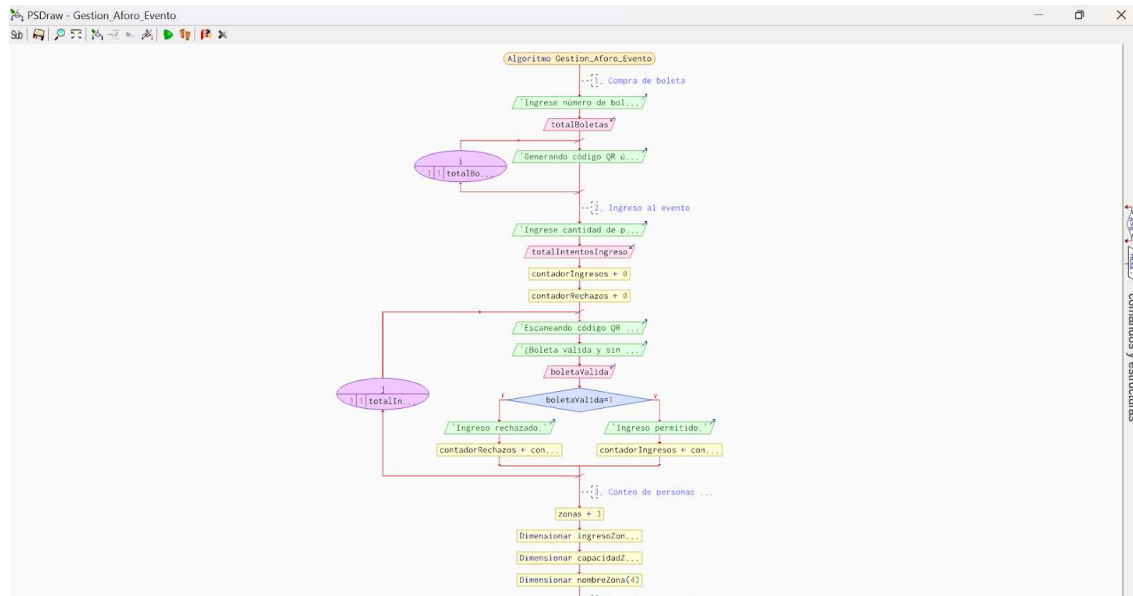 PSDraw - Gestion_Aforo_Evento
Sub
Algoritmo Gestion_Aforo_Evento
1. Compra de boleta
'Ingrese número de bol...
totalBoletas
i
1 1 totalBo...
'Generando código QR ú...
2. Ingreso al evento
'Ingrese cantidad de p...
totalIntentosIngreso
contadorIngresos ← 0
contadorRechazos ← 0
'Escaneando código QR ...
'¿Boleta válida y sin ...
boletaValida
j
1 1 totalIn...
F
boletaValida=1
V
'Ingreso rechazado.'
'Ingreso permitido.'
contadorRechazos ← con...
contadorIngresos ← con...
3. Conteo de personas ...
zonas ← 3
Dimensionar ingresoZon...
Dimensionar capacidadZ...
Dimensionar nombreZona(4)
comandos y estructuras